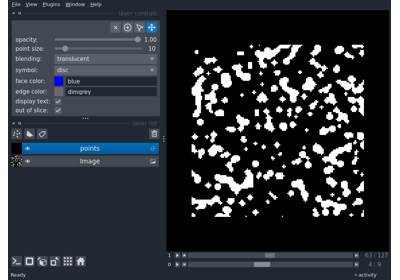 File View Plugins Window Help
layer controls
opacity: 1.00
point size: 10
blending: translucent
symbol: disc
face color: blue
edge color: dimgrey
display text:
out of slice:
layer list
points
Image
1 63 127
0 4 9
Ready activity